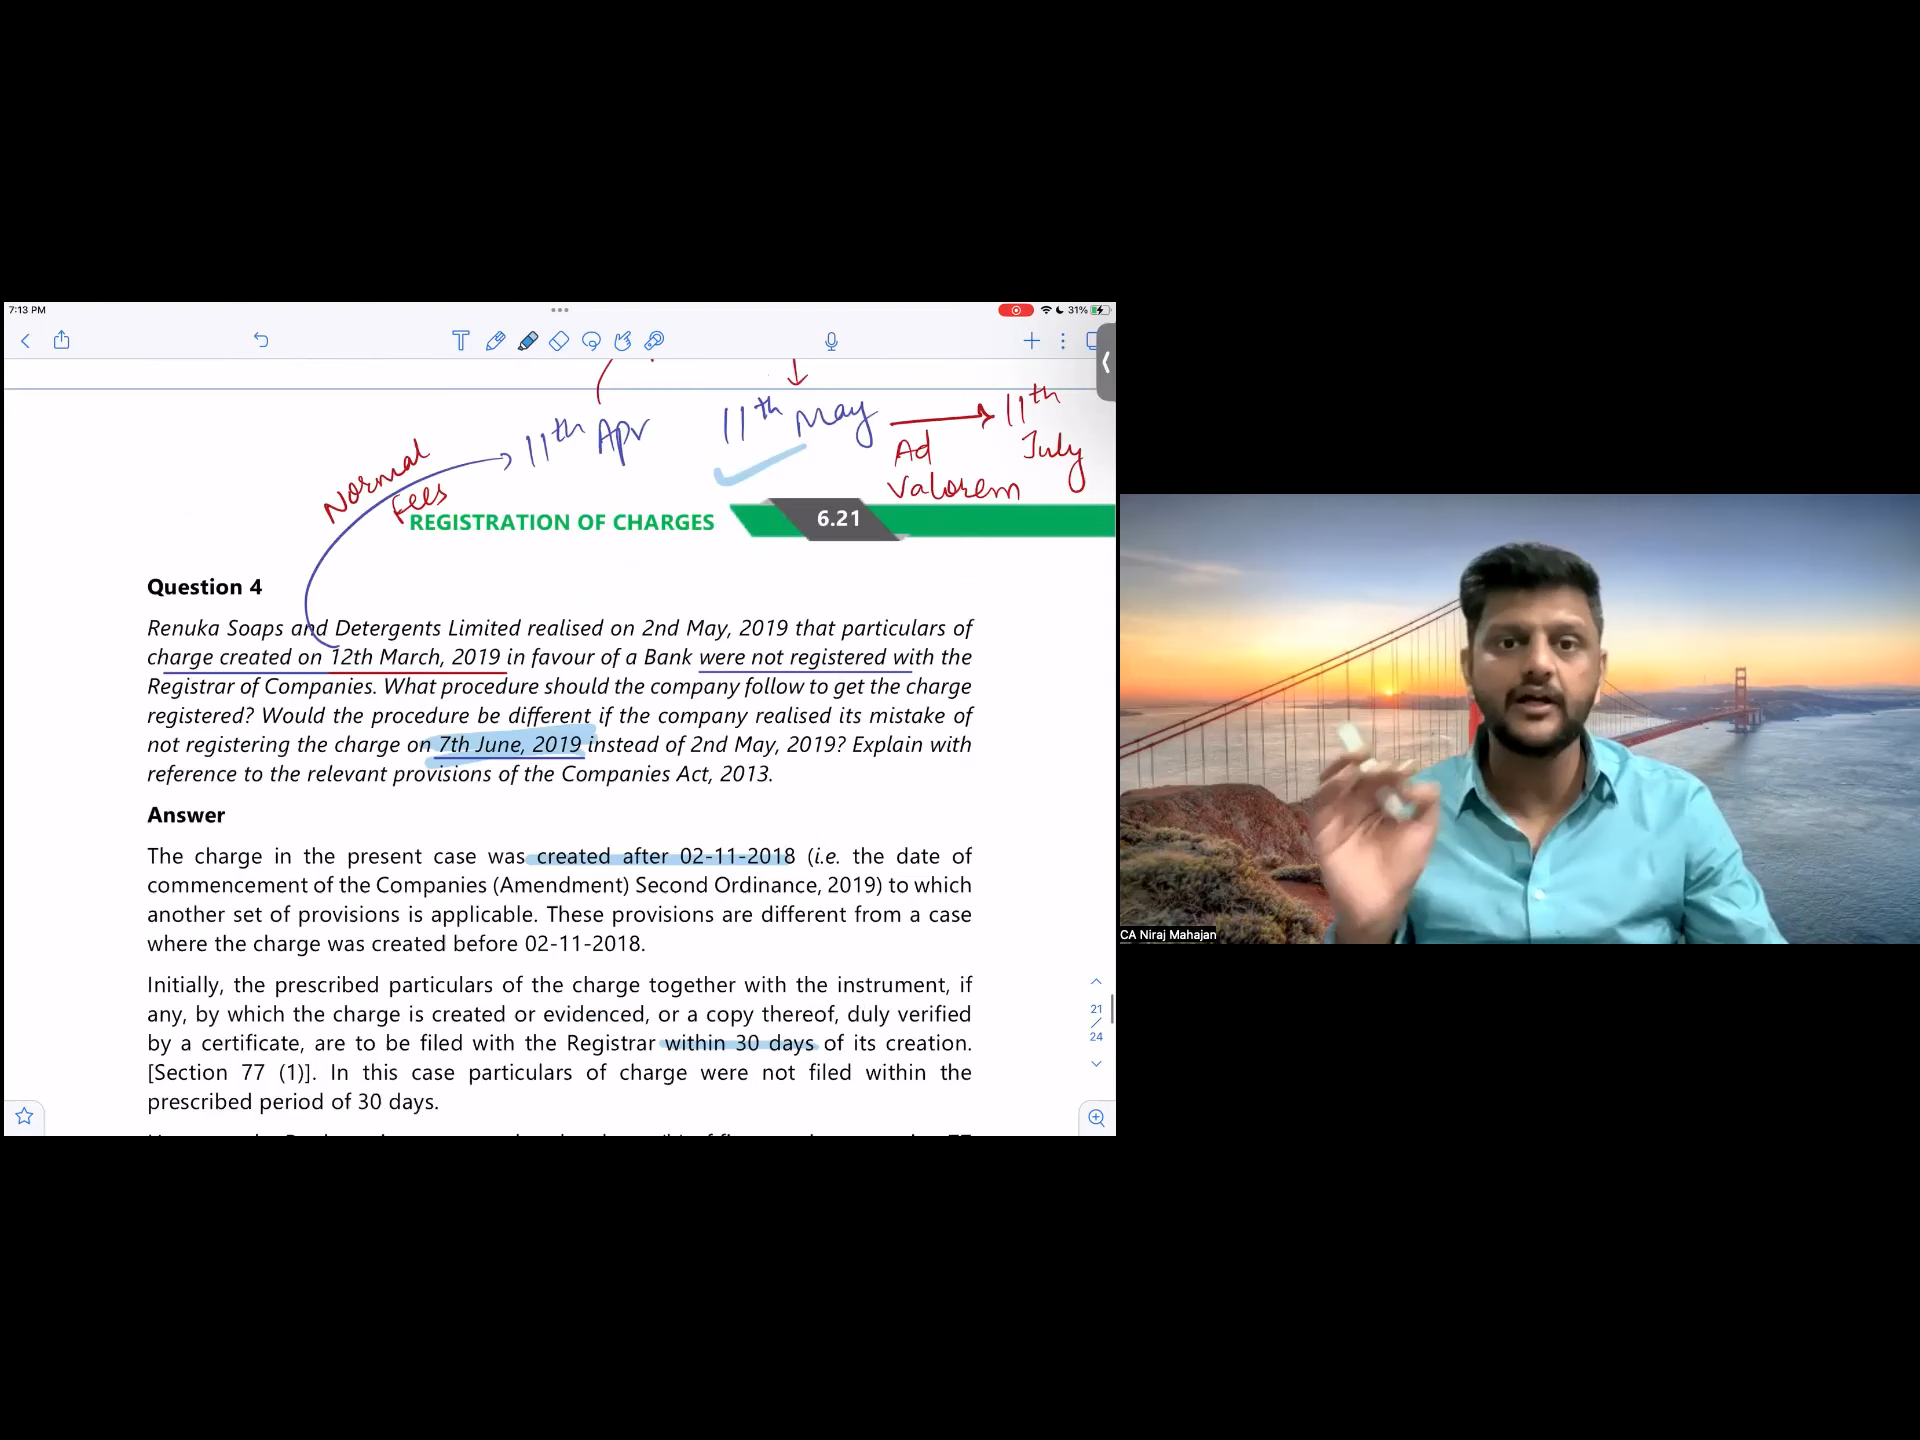 7:13 PM
31%
11th Apr
11th May
Ad
Valorem
11th
July
Normal
Fees
REGISTRATION OF CHARGES
6.21
Question 4
Renuka Soaps and Detergents Limited realised on 2nd May, 2019 that particulars of
charge created on 12th March, 2019 in favour of a Bank were not registered with the
Registrar of Companies. What procedure should the company follow to get the charge
registered? Would the procedure be different if the company realised its mistake of
not registering the charge on 7th June, 2019 instead of 2nd May, 2019? Explain with
reference to the relevant provisions of the Companies Act, 2013.
Answer
The charge in the present case was created after 02-11-2018 (i.e. the date of
commencement of the Companies (Amendment) Second Ordinance, 2019) to which
another set of provisions is applicable. These provisions are different from a case
where the charge was created before 02-11-2018.
Initially, the prescribed particulars of the charge together with the instrument, if
any, by which the charge is created or evidenced, or a copy thereof, duly verified
by a certificate, are to be filed with the Registrar within 30 days of its creation.
[Section 77 (1)]. In this case particulars of charge were not filed within the
prescribed period of 30 days.
21
/
24
CA Niraj Mahajan